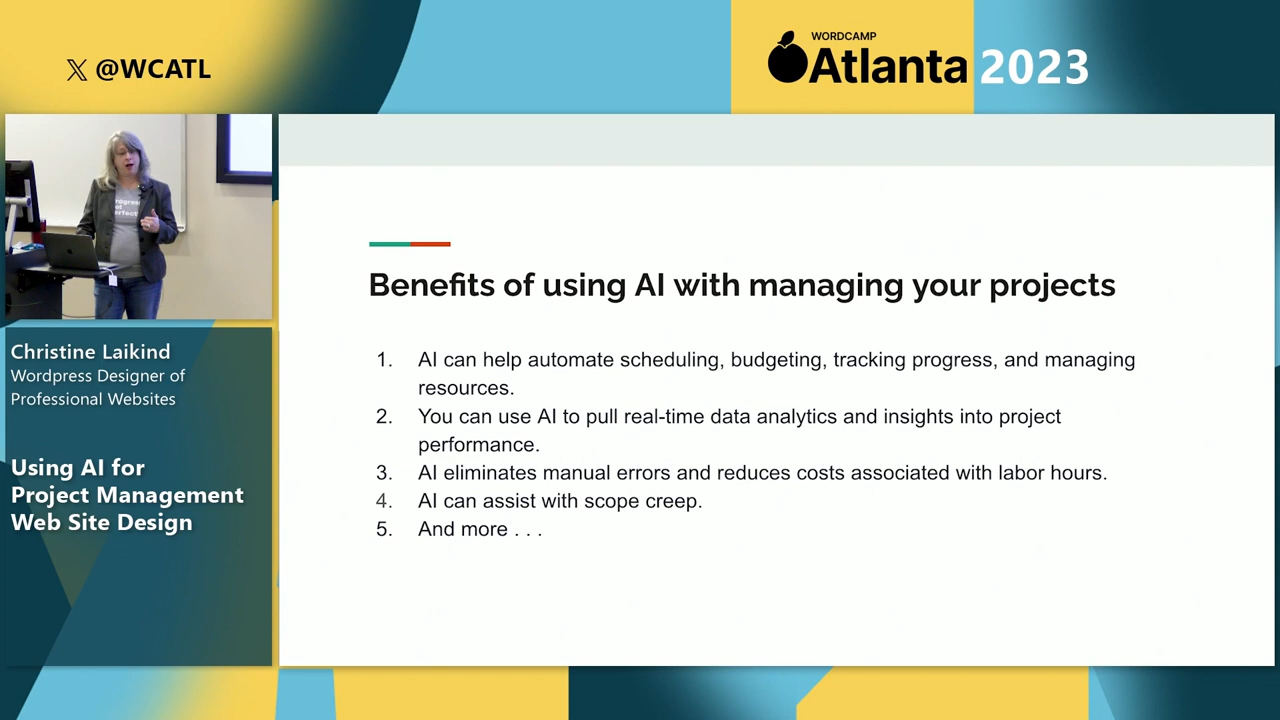 𝕏 @WCATL
WORDCAMP
Atlanta 2023
Progress
not
perfect
Christine Laikind
Wordpress Designer of
Professional Websites
Using AI for
Project Management
Web Site Design
Benefits of using AI with managing your projects
1. AI can help automate scheduling, budgeting, tracking progress, and managing
resources.
2. You can use AI to pull real-time data analytics and insights into project
performance.
3. AI eliminates manual errors and reduces costs associated with labor hours.
4. AI can assist with scope creep.
5. And more . . .